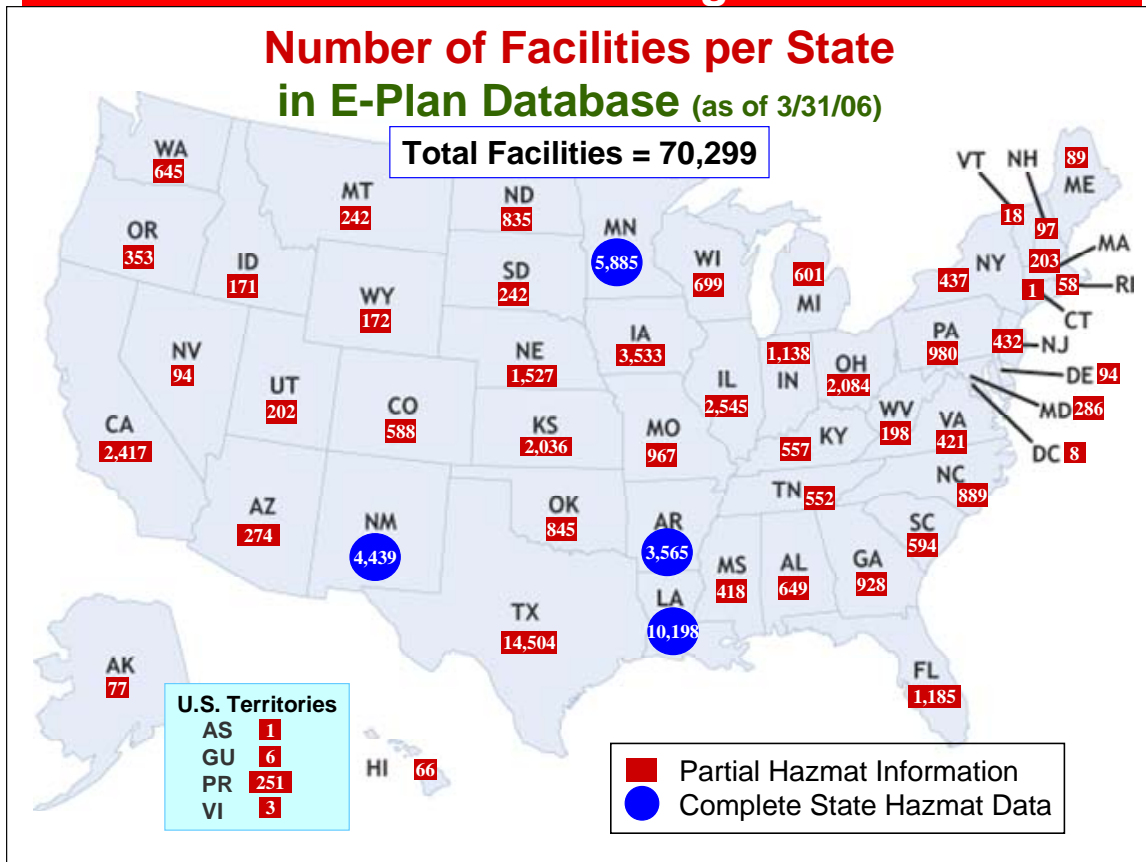 Number of Facilities per State
in E-Plan Database (as of 3/31/06)
Total Facilities = 70,299
WA
645
OR
353
ID
171
MT
242
ND
835
MN
5,885
WI
699
601
MI
VT
18
NH
97
89
ME
MA
203
RI
58
CT
1
NY
437
SD
242
WY
172
NV
94
UT
202
CA
2,417
CO
588
NE
1,527
IA
3,533
KS
2,036
MO
967
IL
2,545
1,138
IN
OH
2,084
PA
980
432 NJ
DE 94
MD 286
DC 8
WV
198
VA
421
557 KY
TN 552
NC
889
SC
594
AZ
274
NM
4,439
OK
845
AR
3,565
MS
418
AL
649
GA
928
LA
10,198
TX
14,504
FL
1,185
AK
77
HI 66
U.S. Territories
AS 1
GU 6
PR 251
VI 3
Partial Hazmat Information
Complete State Hazmat Data